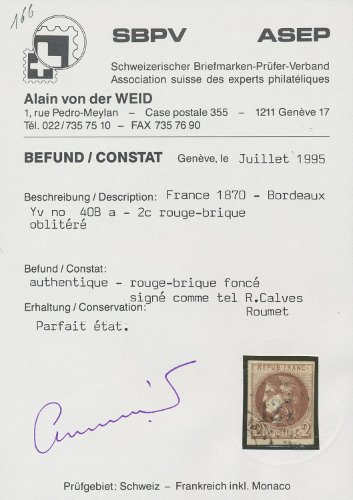 166
SBPV ASEP
Schweizerischer Briefmarken-Prüfer-Verband
Association suisse des experts philatéliques
Alain von der WEID
1, rue Pedro-Meylan – Case postale 355 – 1211 Genève 17
Tél. 022/735 75 10 – FAX 735 76 90
BEFUND / CONSTAT Genève, le Juillet 1995
Beschreibung / Description: France 1870 - Bordeaux
Yv no 40B a - 2c rouge-brique
oblitéré
Befund / Constat:
authentique - rouge-brique foncé
signé comme tel R.Calves
Erhaltung / Conservation: Roumet
Parfait état.
REPUB FRANC
Prüfgebiet: Schweiz – Frankreich inkl. Monaco